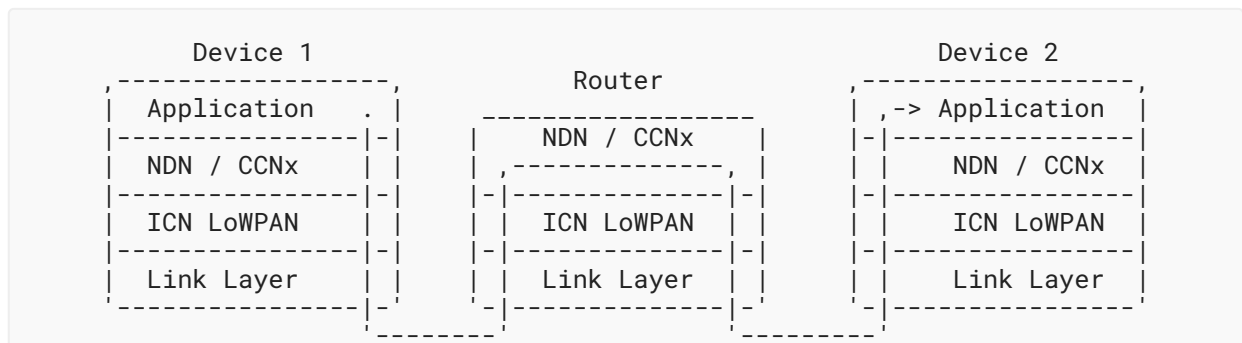 Device 1 Device 2
Router
Application -> Application
NDN / CCNx
NDN / CCNx NDN / CCNx
ICN LoWPAN ICN LoWPAN ICN LoWPAN
Link Layer Link Layer Link Layer